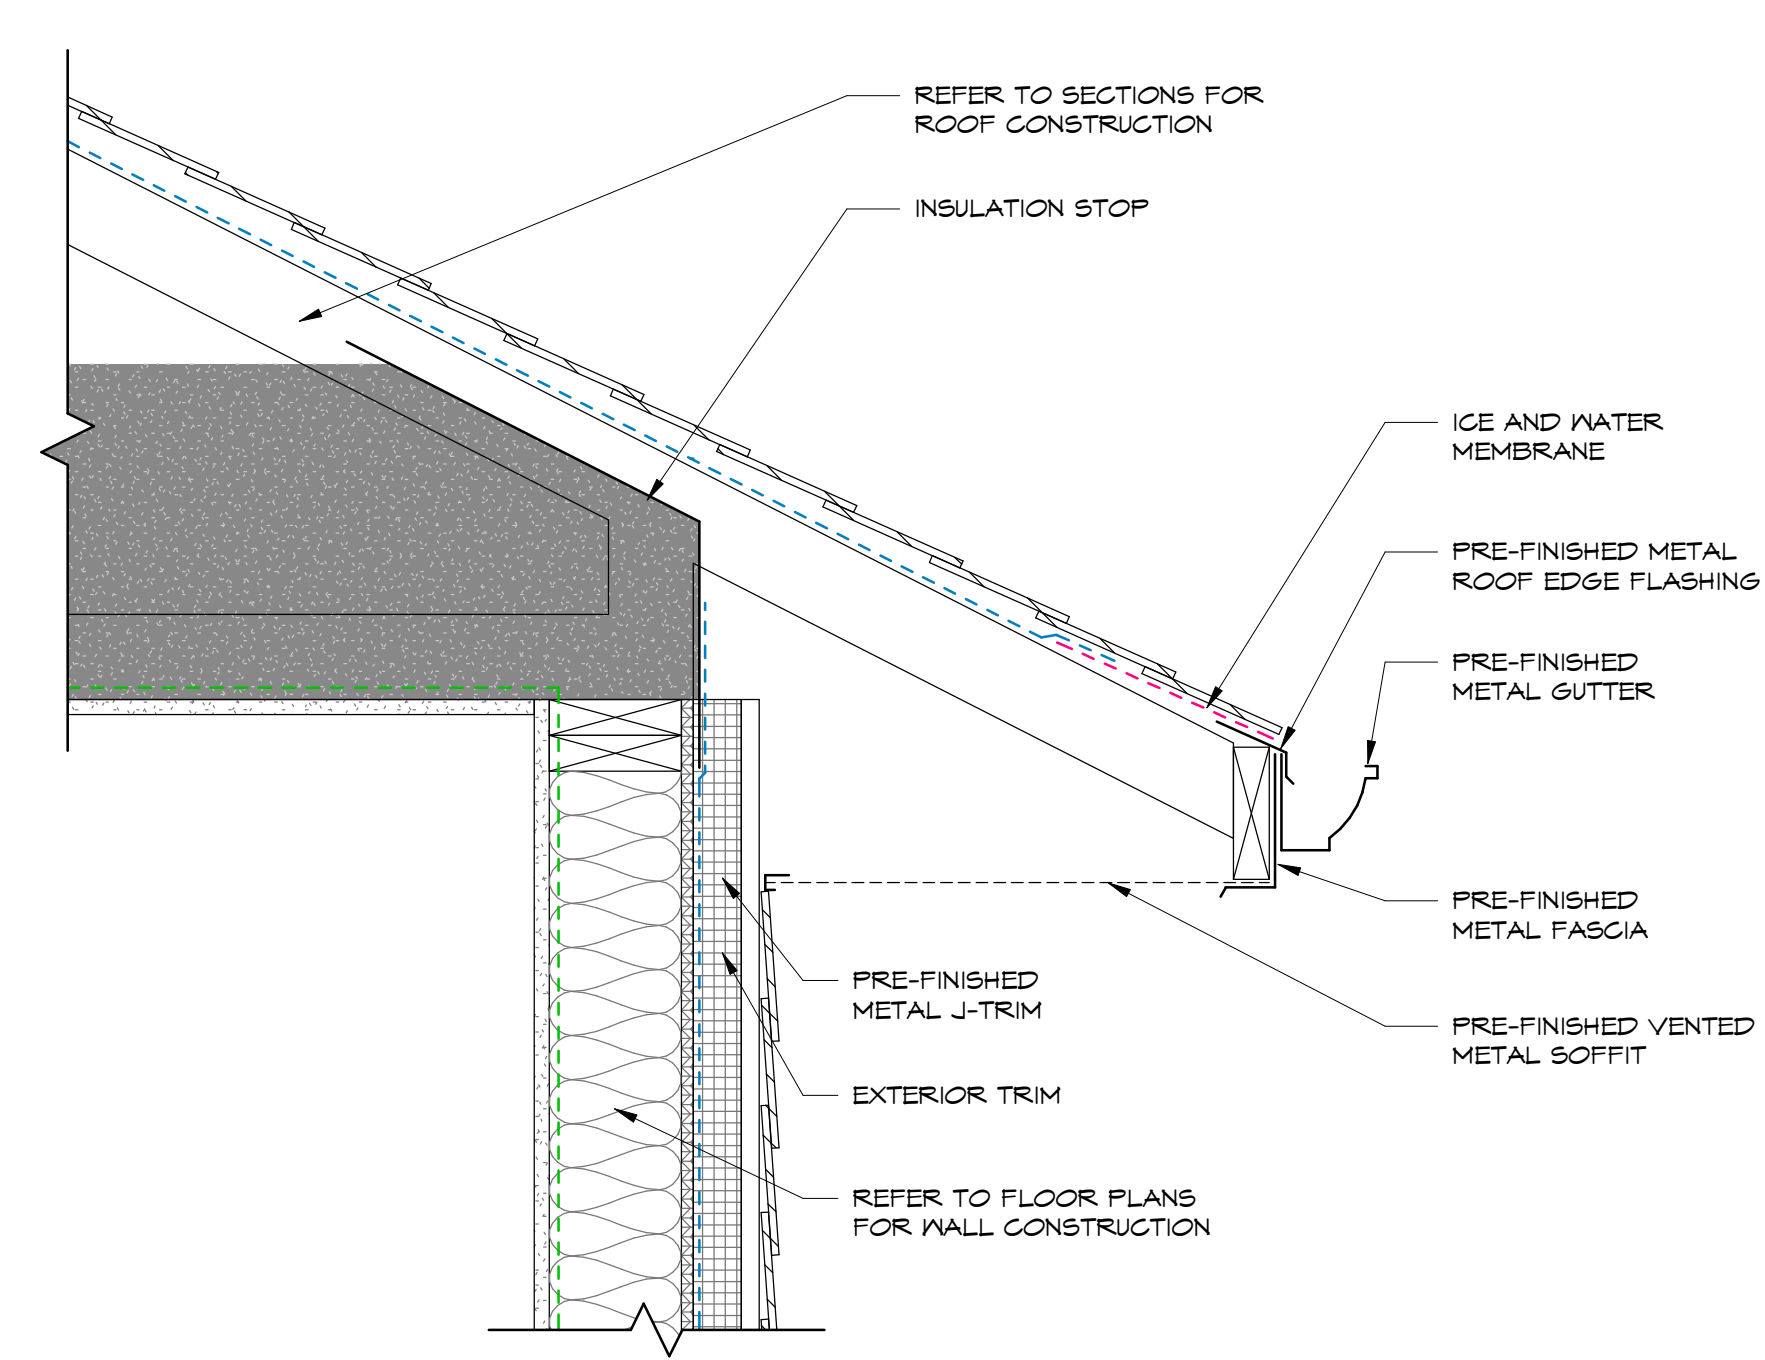 REFER TO SECTIONS FOR
ROOF CONSTRUCTION
INSULATION STOP
ICE AND WATER
MEMBRANE
PRE-FINISHED METAL
ROOF EDGE FLASHING
PRE-FINISHED
METAL GUTTER
PRE-FINISHED
METAL FASCIA
PRE-FINISHED
METAL J-TRIM
PRE-FINISHED VENTED
METAL SOFFIT
EXTERIOR TRIM
REFER TO FLOOR PLANS
FOR WALL CONSTRUCTION